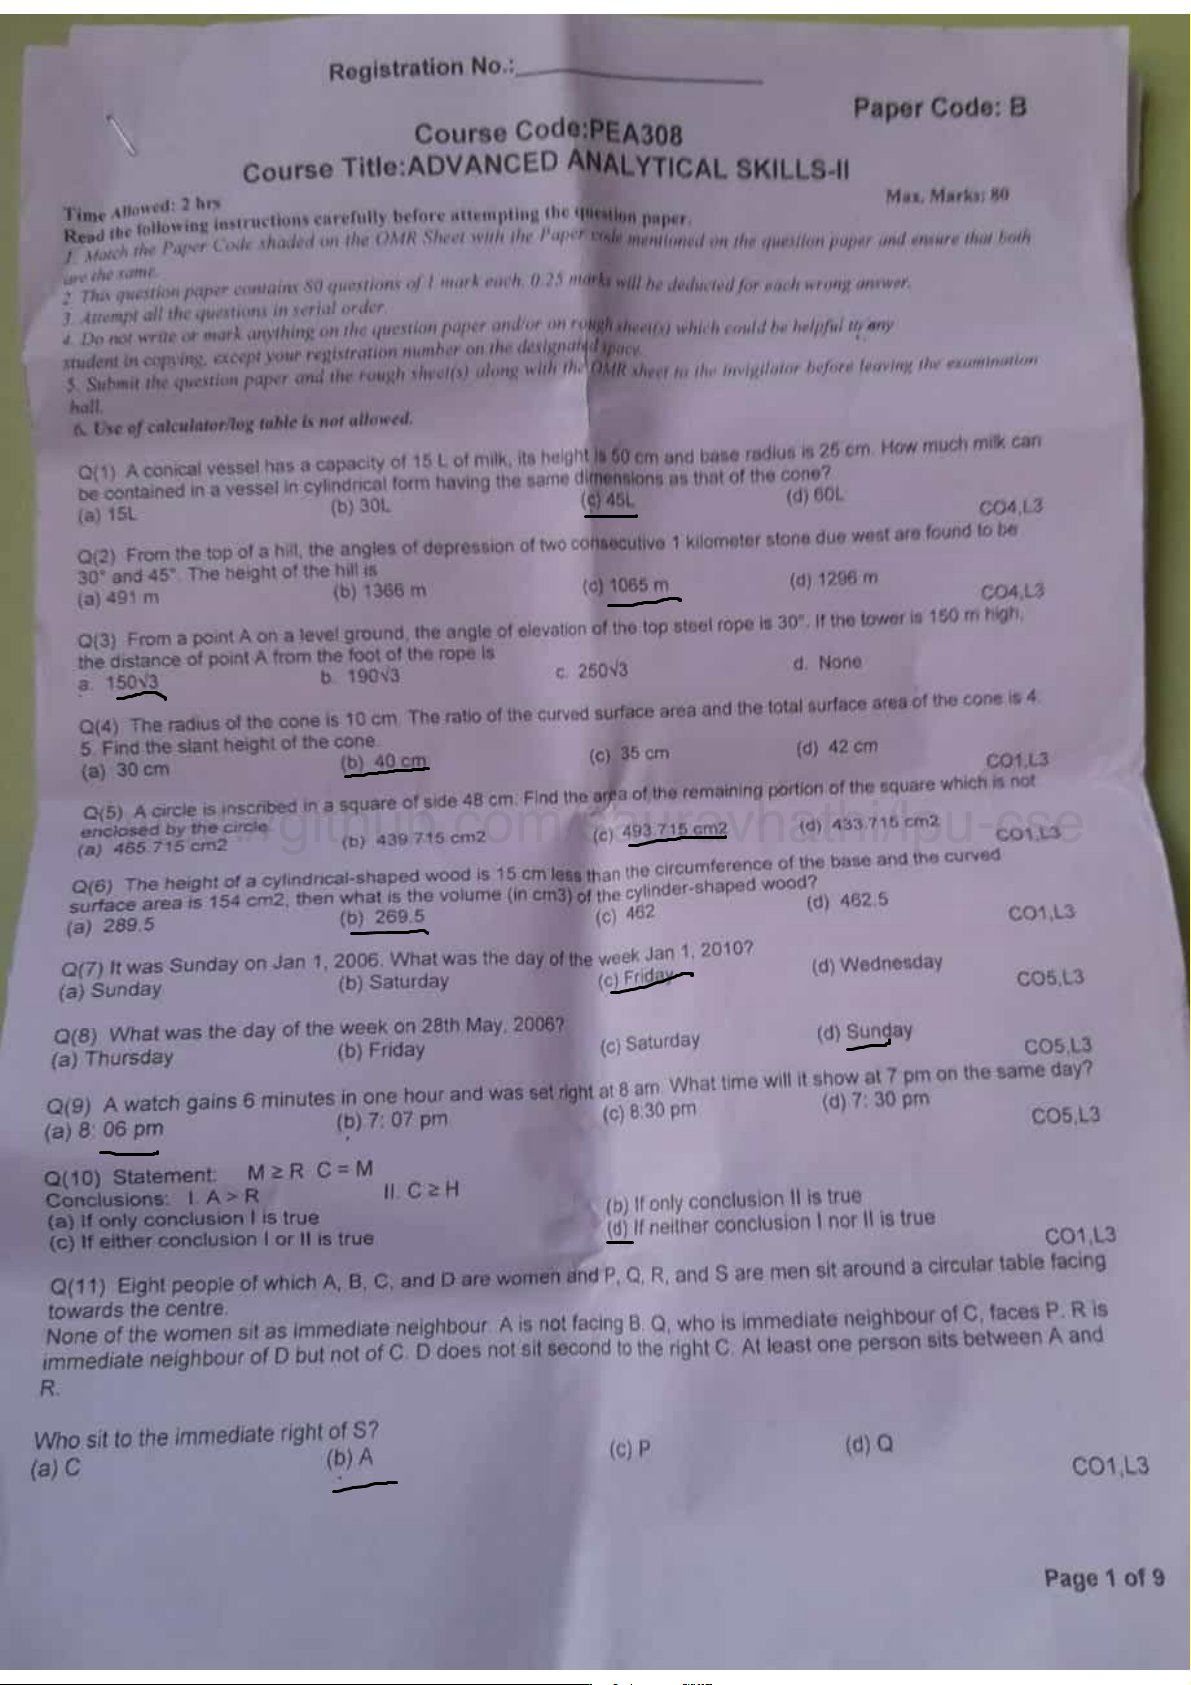 Registration No.:
Paper Code: B
Course Code:PEA308
Course Title:ADVANCED ANALYTICAL SKILLS-II
Time Allowed: 2 hrs
Max. Marks: 80
Read the following instructions carefully before attempting the question paper.
1. Match the Paper Code shaded on the OMR Sheet with the Paper code mentioned on the question paper and ensure that both
are the same.
2. This question paper contains 80 questions of 1 mark each. 0.25 marks will be deducted for each wrong answer.
3. Attempt all the questions in serial order.
4. Do not write or mark anything on the question paper and/or on rough sheet(s) which could be helpful to any
student in copying, except your registration number on the designated space.
5. Submit the question paper and the rough sheet(s) along with the OMR sheet to the invigilator before leaving the examination
hall.
6. Use of calculator/log table is not allowed.
Q(1) A conical vessel has a capacity of 15 L of milk, its height is 50 cm and base radius is 25 cm. How much milk can
be contained in a vessel in cylindrical form having the same dimensions as that of the cone?
(a) 15L (b) 30L (c) 45L (d) 60L CO4,L3
Q(2) From the top of a hill, the angles of depression of two consecutive 1 kilometer stone due west are found to be
30° and 45°. The height of the hill is
(a) 491 m (b) 1366 m (c) 1065 m (d) 1296 m CO4,L3
Q(3) From a point A on a level ground, the angle of elevation of the top steel rope is 30°. If the tower is 150 m high,
the distance of point A from the foot of the rope is
a. 150√3 b. 190√3 c. 250√3 d. None
Q(4) The radius of the cone is 10 cm. The ratio of the curved surface area and the total surface area of the cone is 4:
5. Find the slant height of the cone.
(a) 30 cm (b) 40 cm (c) 35 cm (d) 42 cm CO1,L3
Q(5) A circle is inscribed in a square of side 48 cm. Find the area of the remaining portion of the square which is not
enclosed by the circle
(a) 465.715 cm2 (b) 439.715 cm2 (c) 493.715 cm2 (d) 433.715 cm2 CO1,L3
Q(6) The height of a cylindrical-shaped wood is 15 cm less than the circumference of the base and the curved
surface area is 154 cm2, then what is the volume (in cm3) of the cylinder-shaped wood?
(a) 289.5 (b) 269.5 (c) 462 (d) 462.5 CO1,L3
Q(7) It was Sunday on Jan 1, 2006. What was the day of the week Jan 1, 2010?
(a) Sunday (b) Saturday (c) Friday (d) Wednesday CO5,L3
Q(8) What was the day of the week on 28th May, 2006?
(a) Thursday (b) Friday (c) Saturday (d) Sunday CO5,L3
Q(9) A watch gains 6 minutes in one hour and was set right at 8 am. What time will it show at 7 pm on the same day?
(a) 8: 06 pm (b) 7: 07 pm (c) 8:30 pm (d) 7: 30 pm CO5,L3
Q(10) Statement: M ≥ R C = M
Conclusions: I. A > R II. C ≥ H
(a) If only conclusion I is true (b) If only conclusion II is true
(c) If either conclusion I or II is true (d) If neither conclusion I nor II is true CO1,L3
Q(11) Eight people of which A, B, C, and D are women and P, Q, R, and S are men sit around a circular table facing
towards the centre.
None of the women sit as immediate neighbour. A is not facing B. Q, who is immediate neighbour of C, faces P. R is
immediate neighbour of D but not of C. D does not sit second to the right C. At least one person sits between A and
R.
Who sit to the immediate right of S?
(a) C (b) A (c) P (d) Q CO1,L3
Page 1 of 9